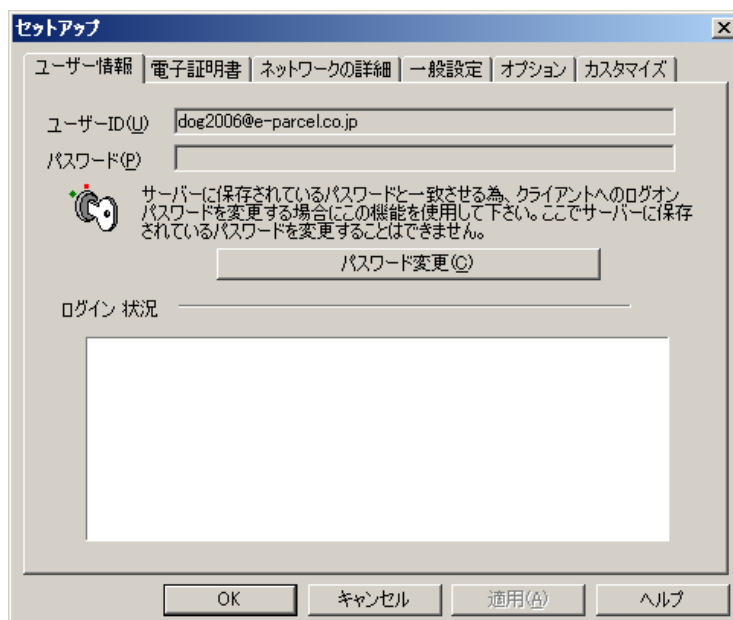 セットアップ
ユーザー情報 電子証明書 ネットワークの詳細 一般設定 オプション カスタマイズ
ユーザーID(U) dog2006@e-parcel.co.jp
パスワード(P)
サーバーに保存されているパスワードと一致させる為、クライアントへのログオン
パスワードを変更する場合にこの機能を使用して下さい。ここでサーバーに保存
されているパスワードを変更することはできません。
パスワード変更(C)
ログイン 状況
OK キャンセル 適用(A) ヘルプ